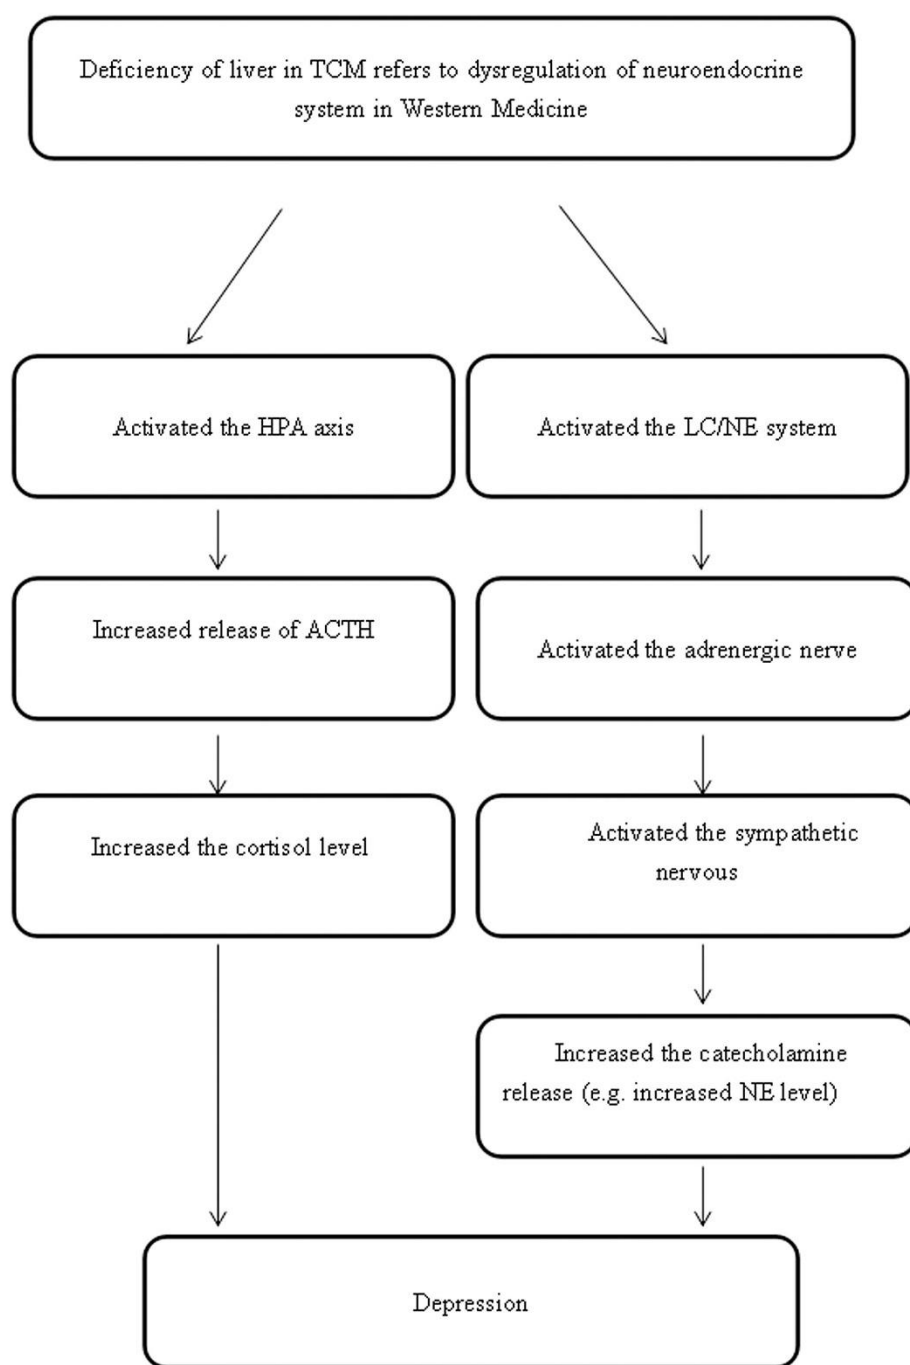 Deficiency of liver in TCM refers to dysregulation of neuroendocrine
system in Western Medicine
Activated the HPA axis
Activated the LC/NE system
Increased release of ACTH
Activated the adrenergic nerve
Increased the cortisol level
Activated the sympathetic
nervous
Increased the catecholamine
release (e.g. increased NE level)
Depression